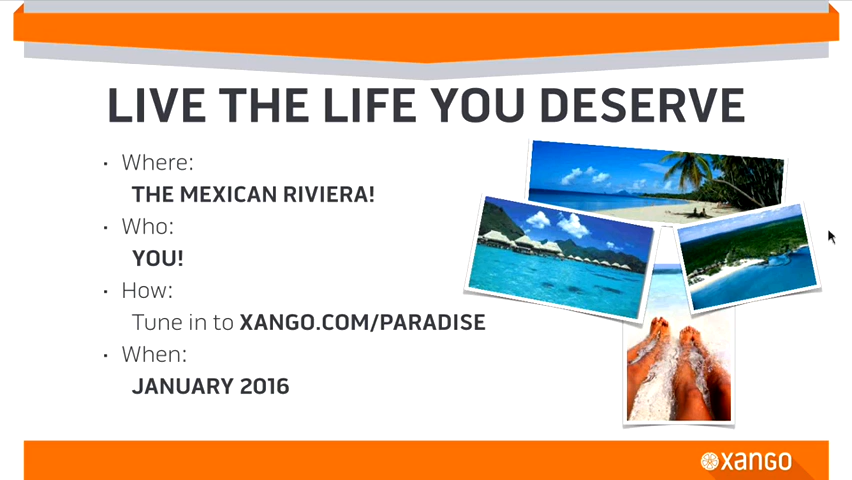 LIVE THE LIFE YOU DESERVE
· Where:
THE MEXICAN RIVIERA!
· Who:
YOU!
· How:
Tune in to XANGO.COM/PARADISE
· When:
JANUARY 2016
xango